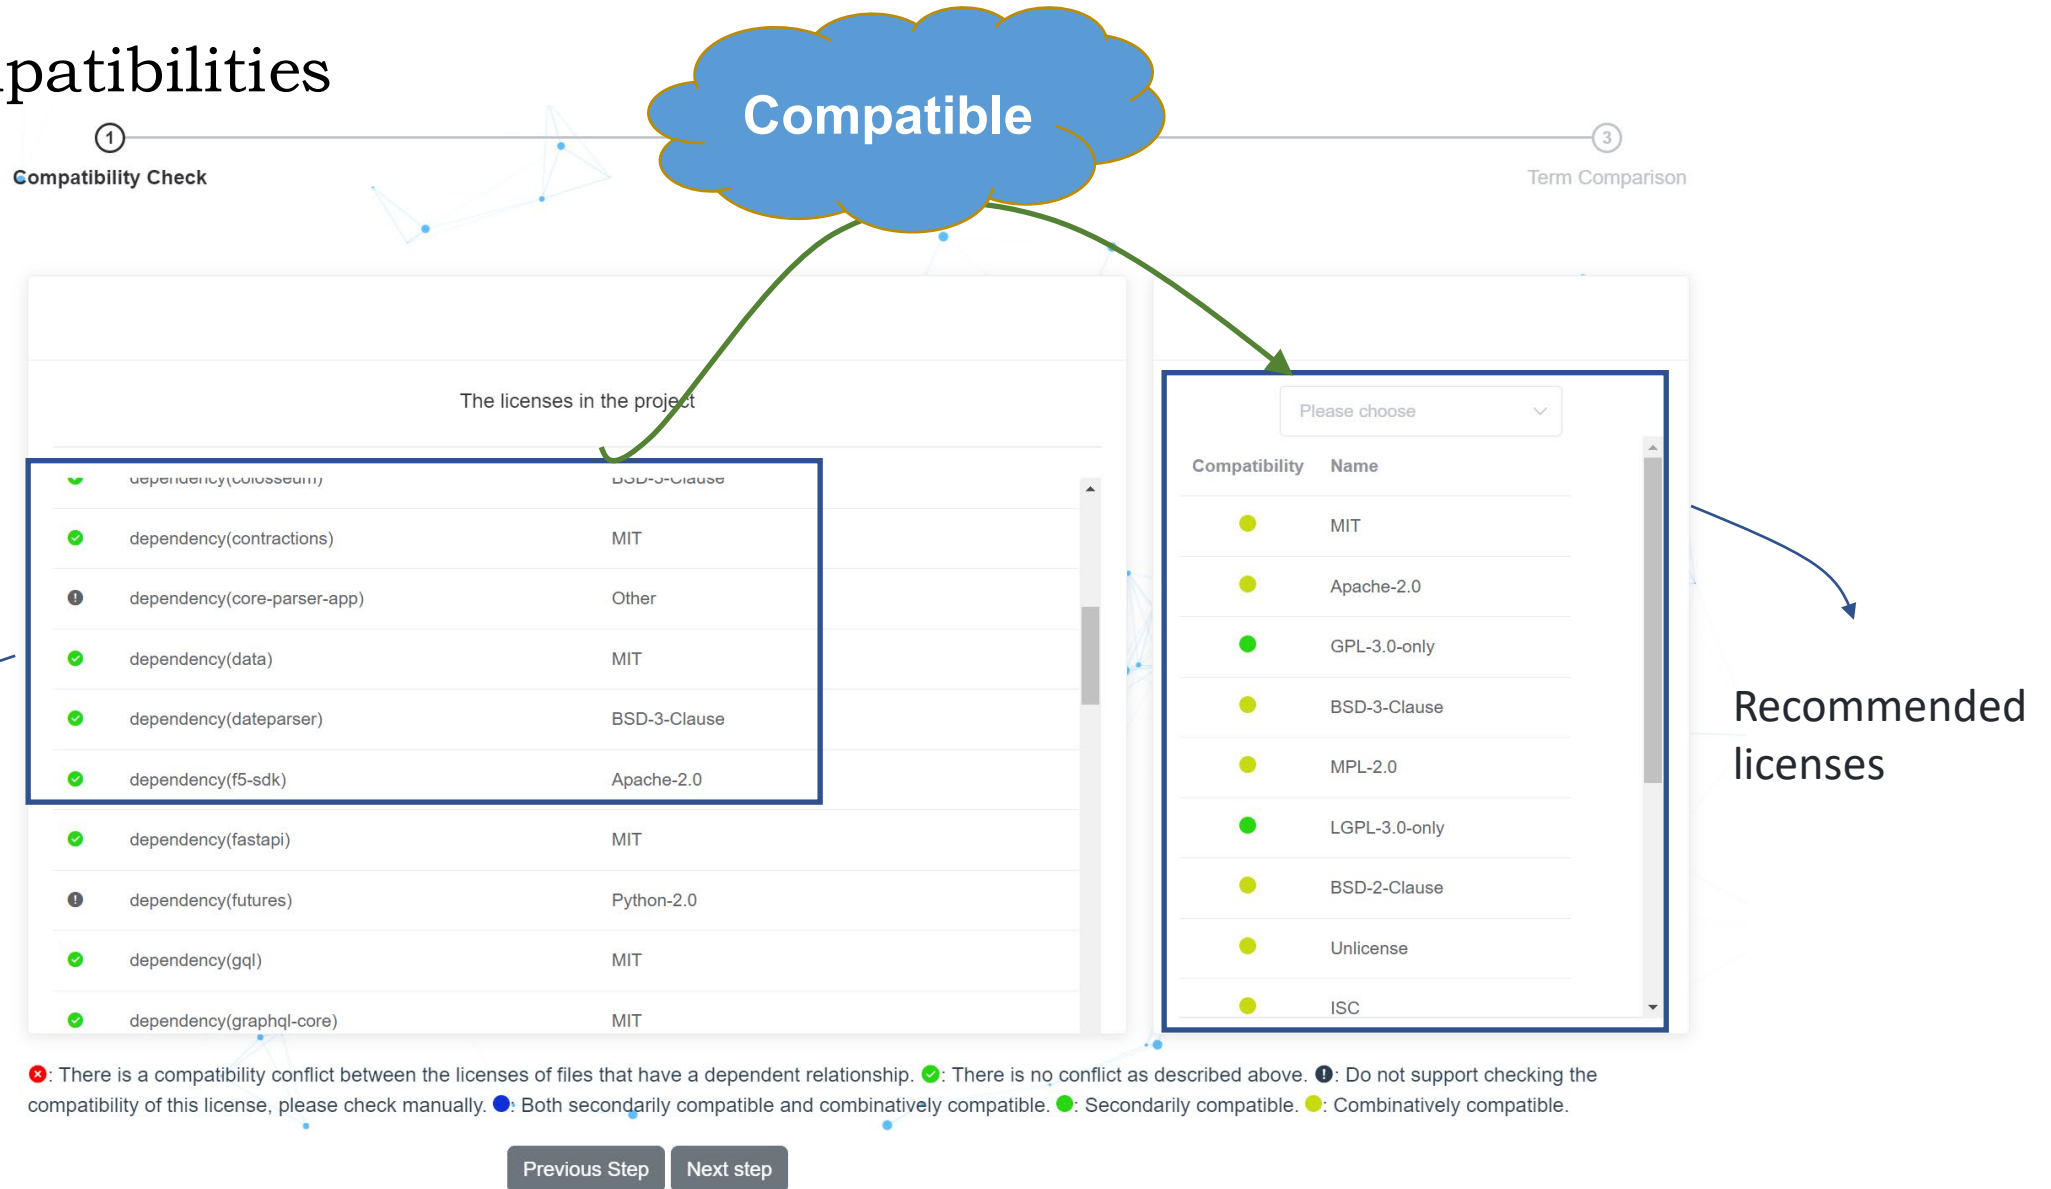 patibilities
Compatible
1
3
Compatibility Check
Term Comparison
The licenses in the project
Please choose
Compatibility Name
dependency(colosseum) BSD-3-Clause
dependency(contractions) MIT
dependency(core-parser-app) Other
dependency(data) MIT
dependency(dateparser) BSD-3-Clause
dependency(f5-sdk) Apache-2.0
dependency(fastapi) MIT
dependency(futures) Python-2.0
dependency(gql) MIT
dependency(graphql-core) MIT
MIT
Apache-2.0
GPL-3.0-only
BSD-3-Clause
MPL-2.0
LGPL-3.0-only
BSD-2-Clause
Unlicense
ISC
Recommended
licenses
: There is a compatibility conflict between the licenses of files that have a dependent relationship. : There is no conflict as described above. : Do not support checking the
compatibility of this license, please check manually. : Both secondarily compatible and combinatively compatible. : Secondarily compatible. : Combinatively compatible.
Previous Step Next step